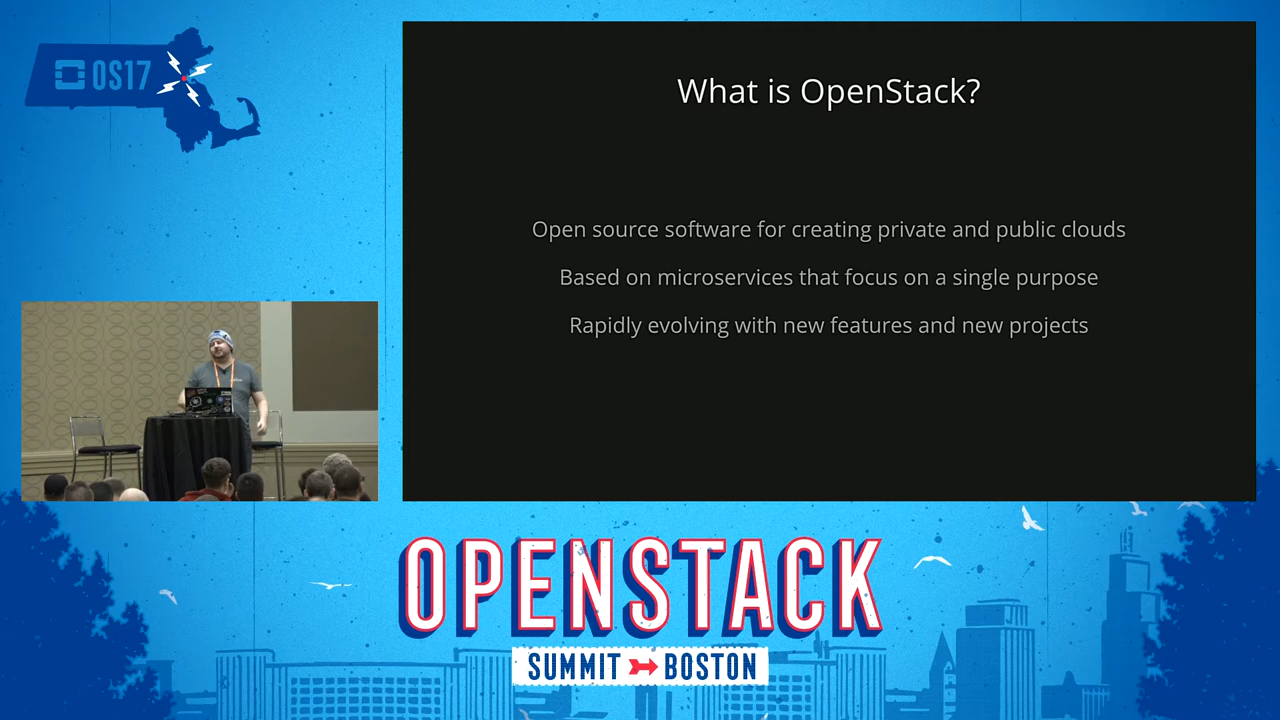 OS17
What is OpenStack?
Open source software for creating private and public clouds
Based on microservices that focus on a single purpose
Rapidly evolving with new features and new projects
OPENSTACK
SUMMIT BOSTON